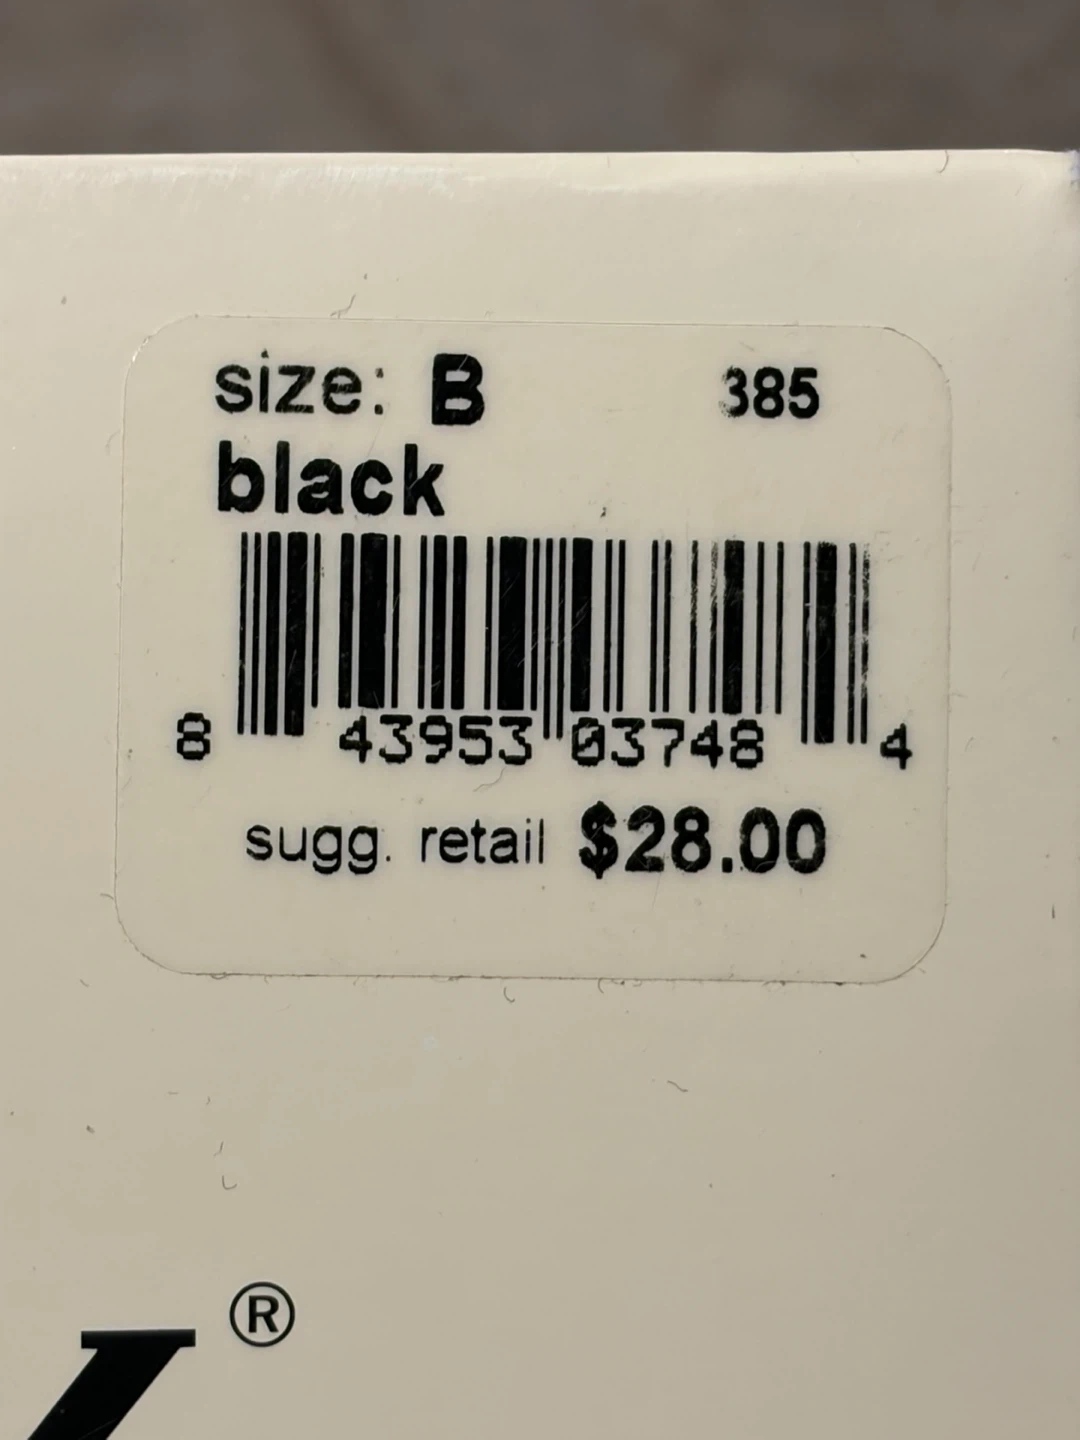 size: B 385
black
8 43953 03748 4
sugg. retail $28.00
®